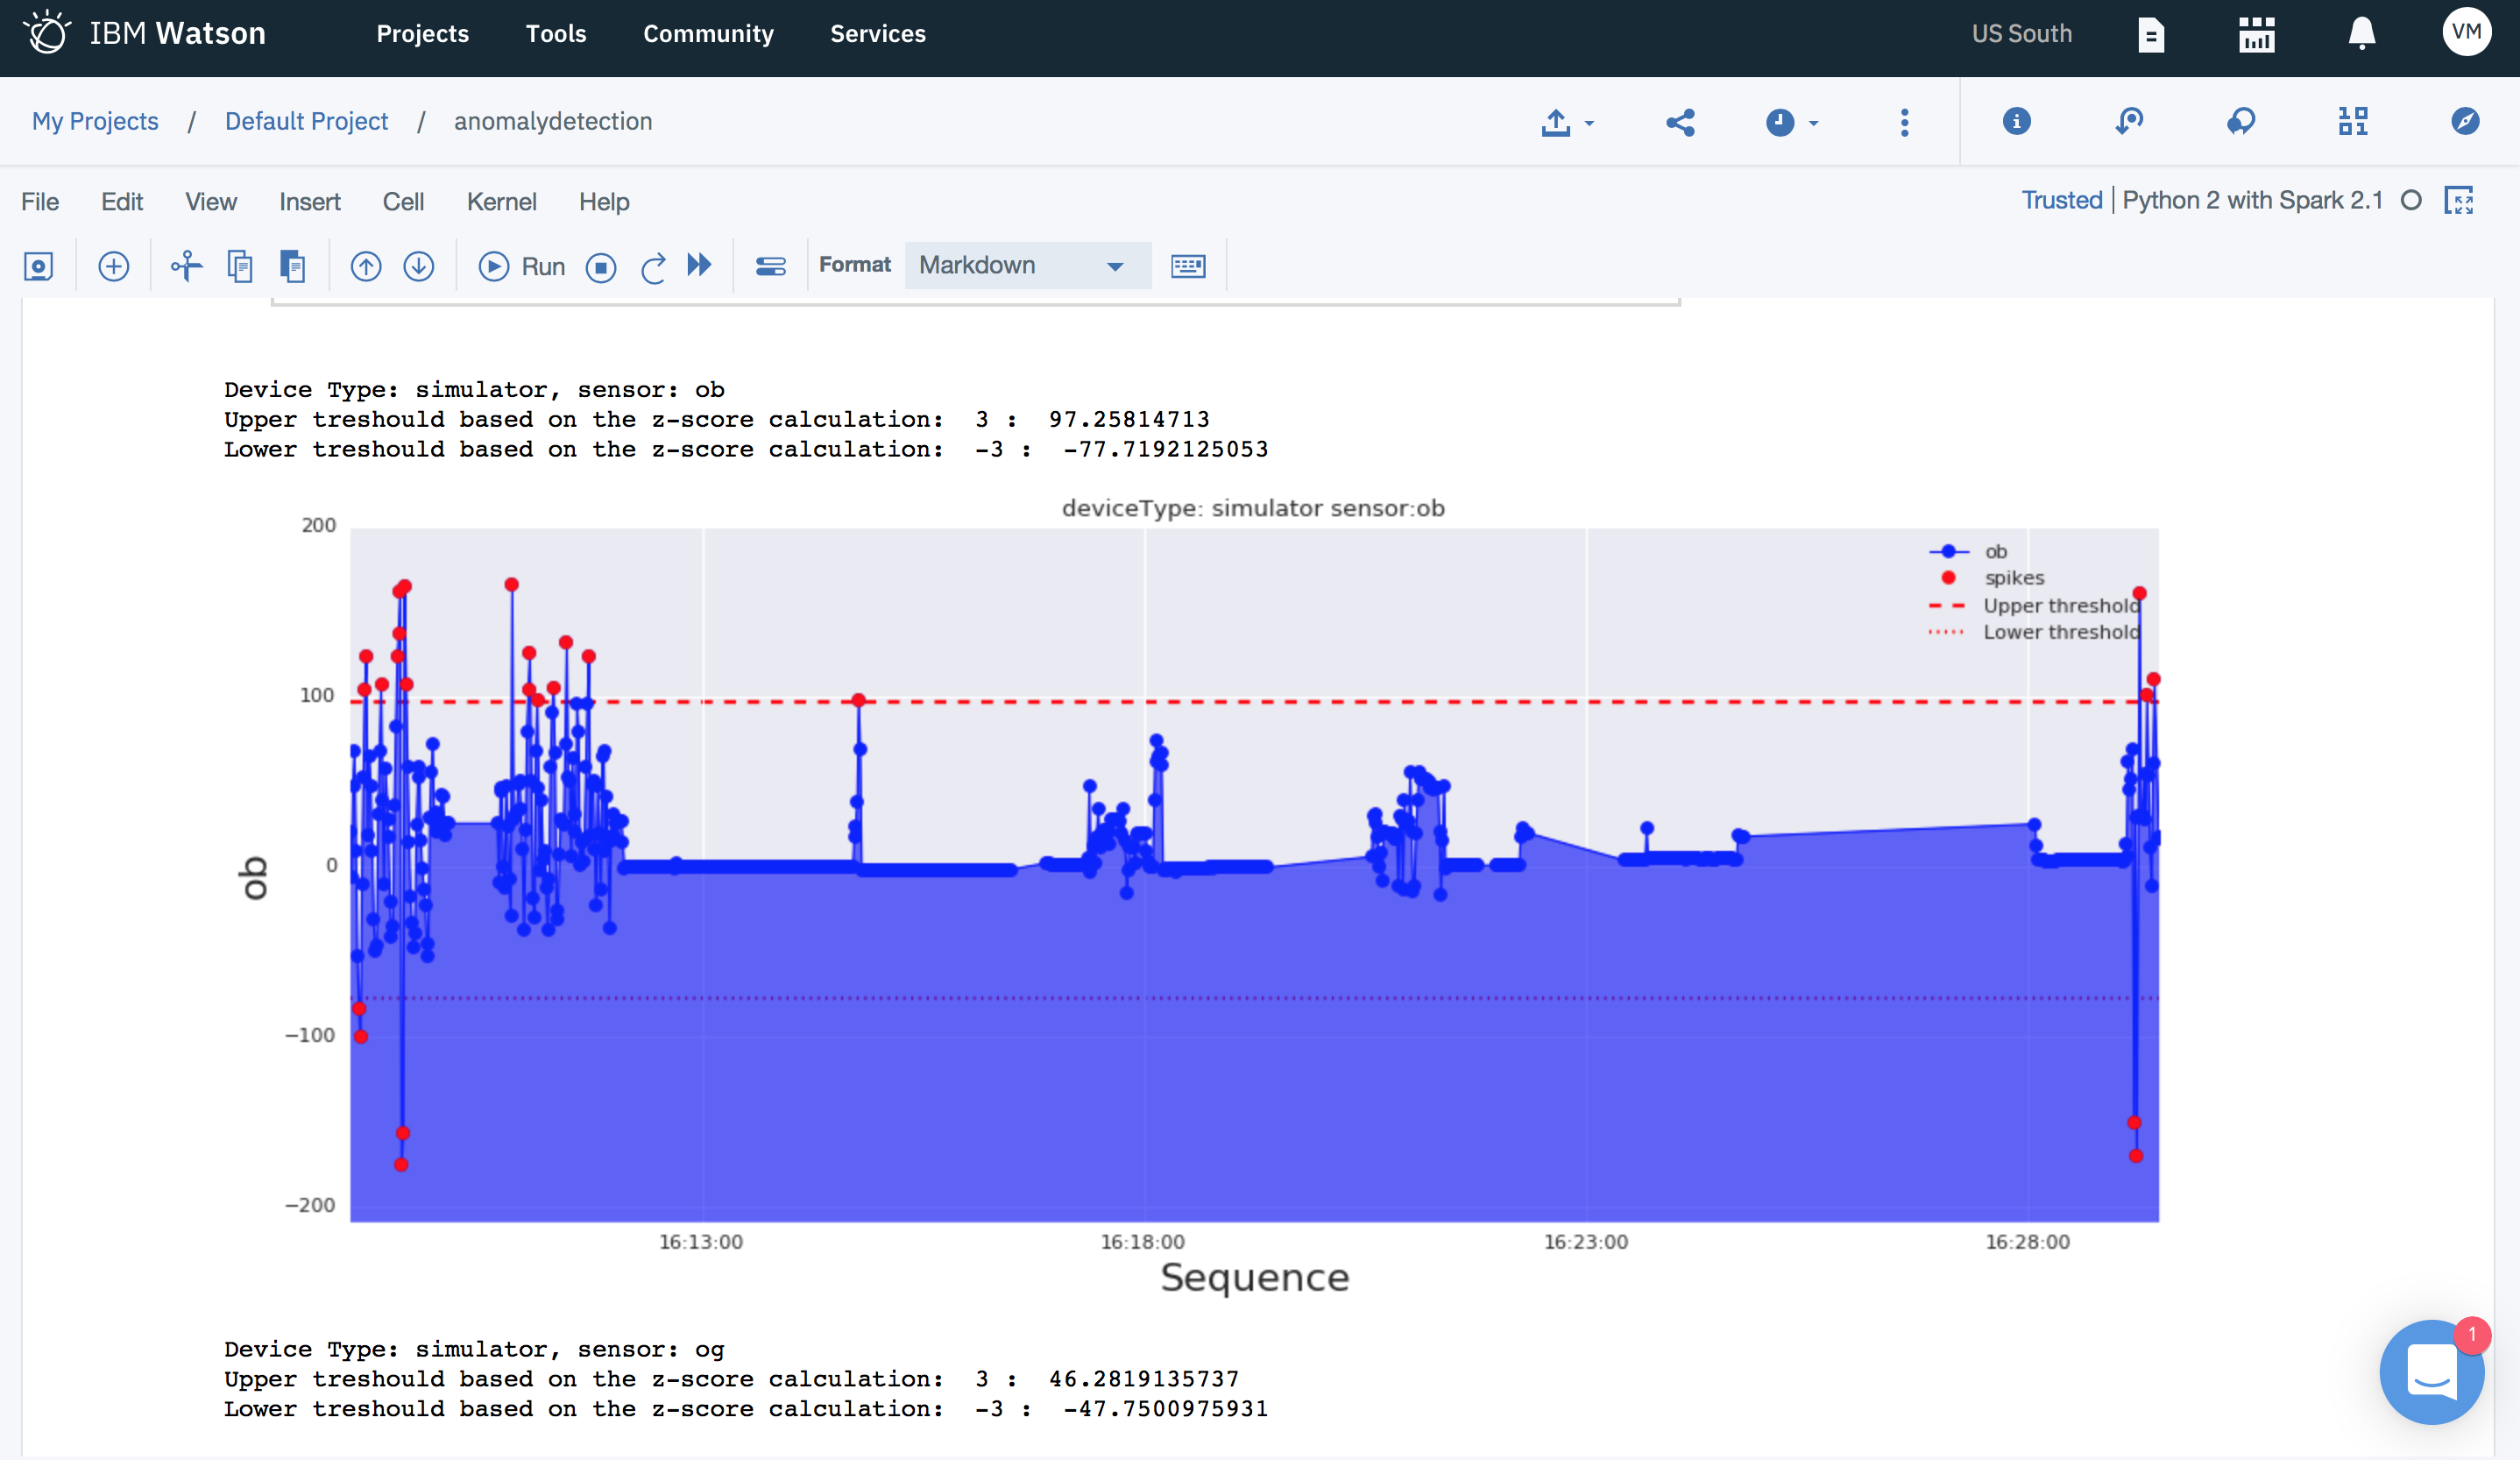 IBM Watson Projects Tools Community Services US South VM
My Projects / Default Project / anomalydetection
File Edit View Insert Cell Kernel Help Trusted | Python 2 with Spark 2.1
Run Format Markdown
Device Type: simulator, sensor: ob
Upper treshould based on the z-score calculation: 3 : 97.25814713
Lower treshould based on the z-score calculation: -3 : -77.7192125053
deviceType: simulator sensor:ob
ob
spikes
Upper threshold
Lower threshold
200
100
0
−100
−200
ob
16:13:00 16:18:00 16:23:00 16:28:00
Sequence
Device Type: simulator, sensor: og
Upper treshould based on the z-score calculation: 3 : 46.2819135737
Lower treshould based on the z-score calculation: -3 : -47.7500975931
1